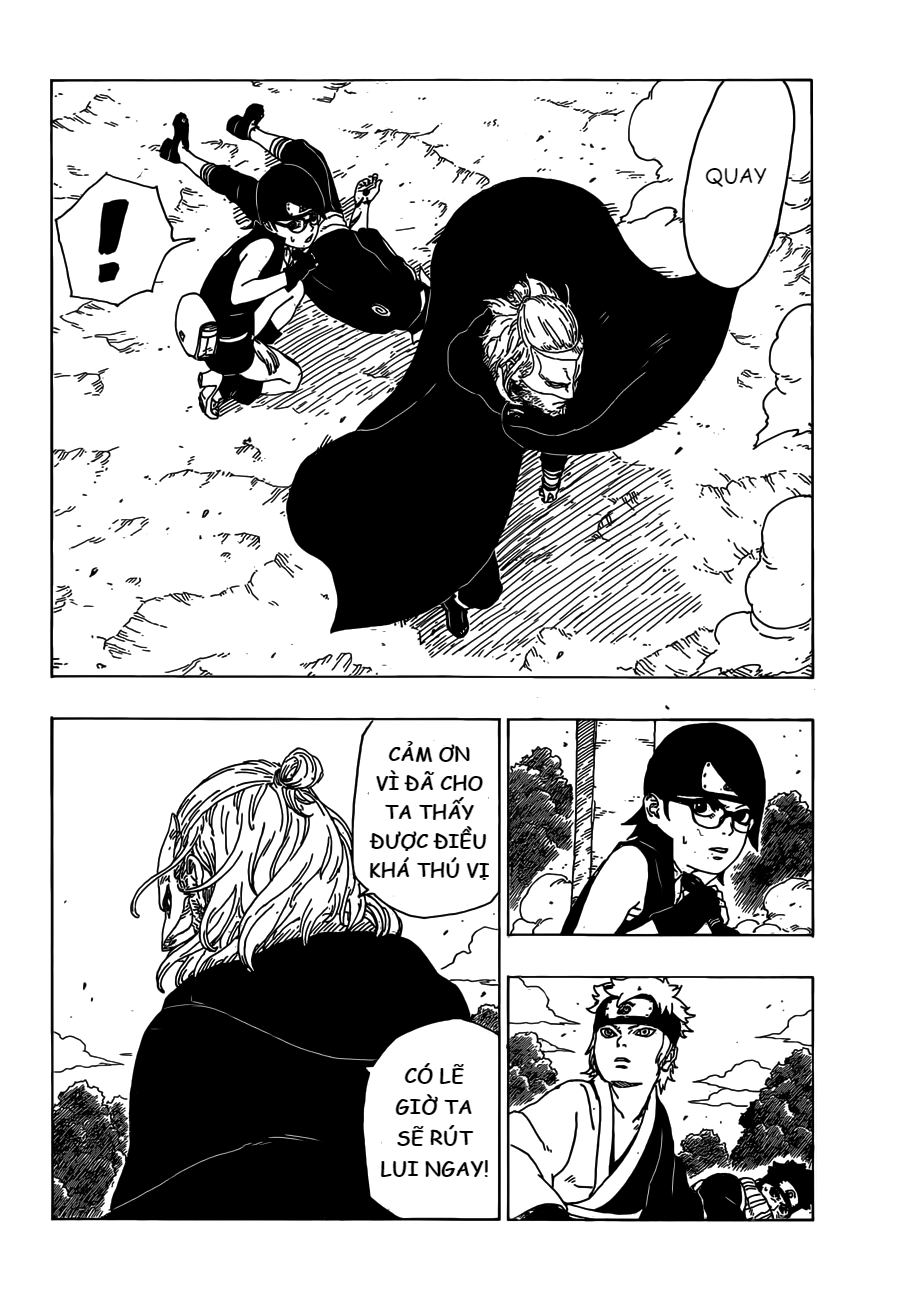 QUAY
!
CẢM ƠN
VÌ ĐÃ CHO
TA THẤY
ĐƯỢC ĐIỀU
KHÁ THÚ VỊ
CÓ LẼ
GIỜ TA
SẼ RÚT
LUI NGAY!